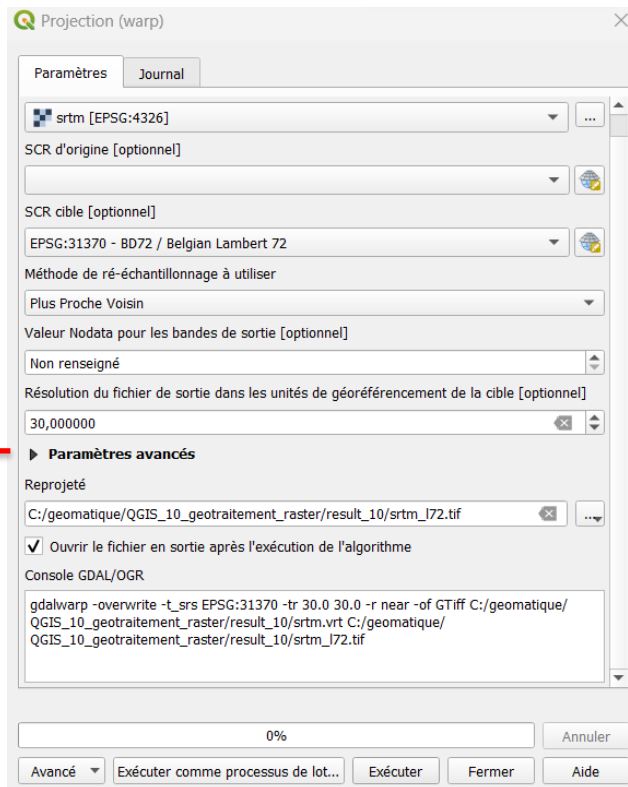 Projection (warp)
Paramètres
Journal
srtm [EPSG:4326]
...
SCR d'origine [optionnel]
SCR cible [optionnel]
EPSG:31370 - BD72 / Belgian Lambert 72
Méthode de ré-échantillonnage à utiliser
Plus Proche Voisin
Valeur Nodata pour les bandes de sortie [optionnel]
Non renseigné
Résolution du fichier de sortie dans les unités de géoréférencement de la cible [optionnel]
30,000000
Paramètres avancés
Reprojeté
C:/geomatique/QGIS_10_geotraitement_raster/result_10/srtm_l72.tif
...
Ouvrir le fichier en sortie après l'exécution de l'algorithme
Console GDAL/OGR
gdalwarp -overwrite -t_srs EPSG:31370 -tr 30.0 30.0 -r near -of GTiff C:/geomatique/
QGIS_10_geotraitement_raster/result_10/srtm.vrt C:/geomatique/
QGIS_10_geotraitement_raster/result_10/srtm_l72.tif
0%
Annuler
Avancé
Exécuter comme processus de lot...
Exécuter
Fermer
Aide